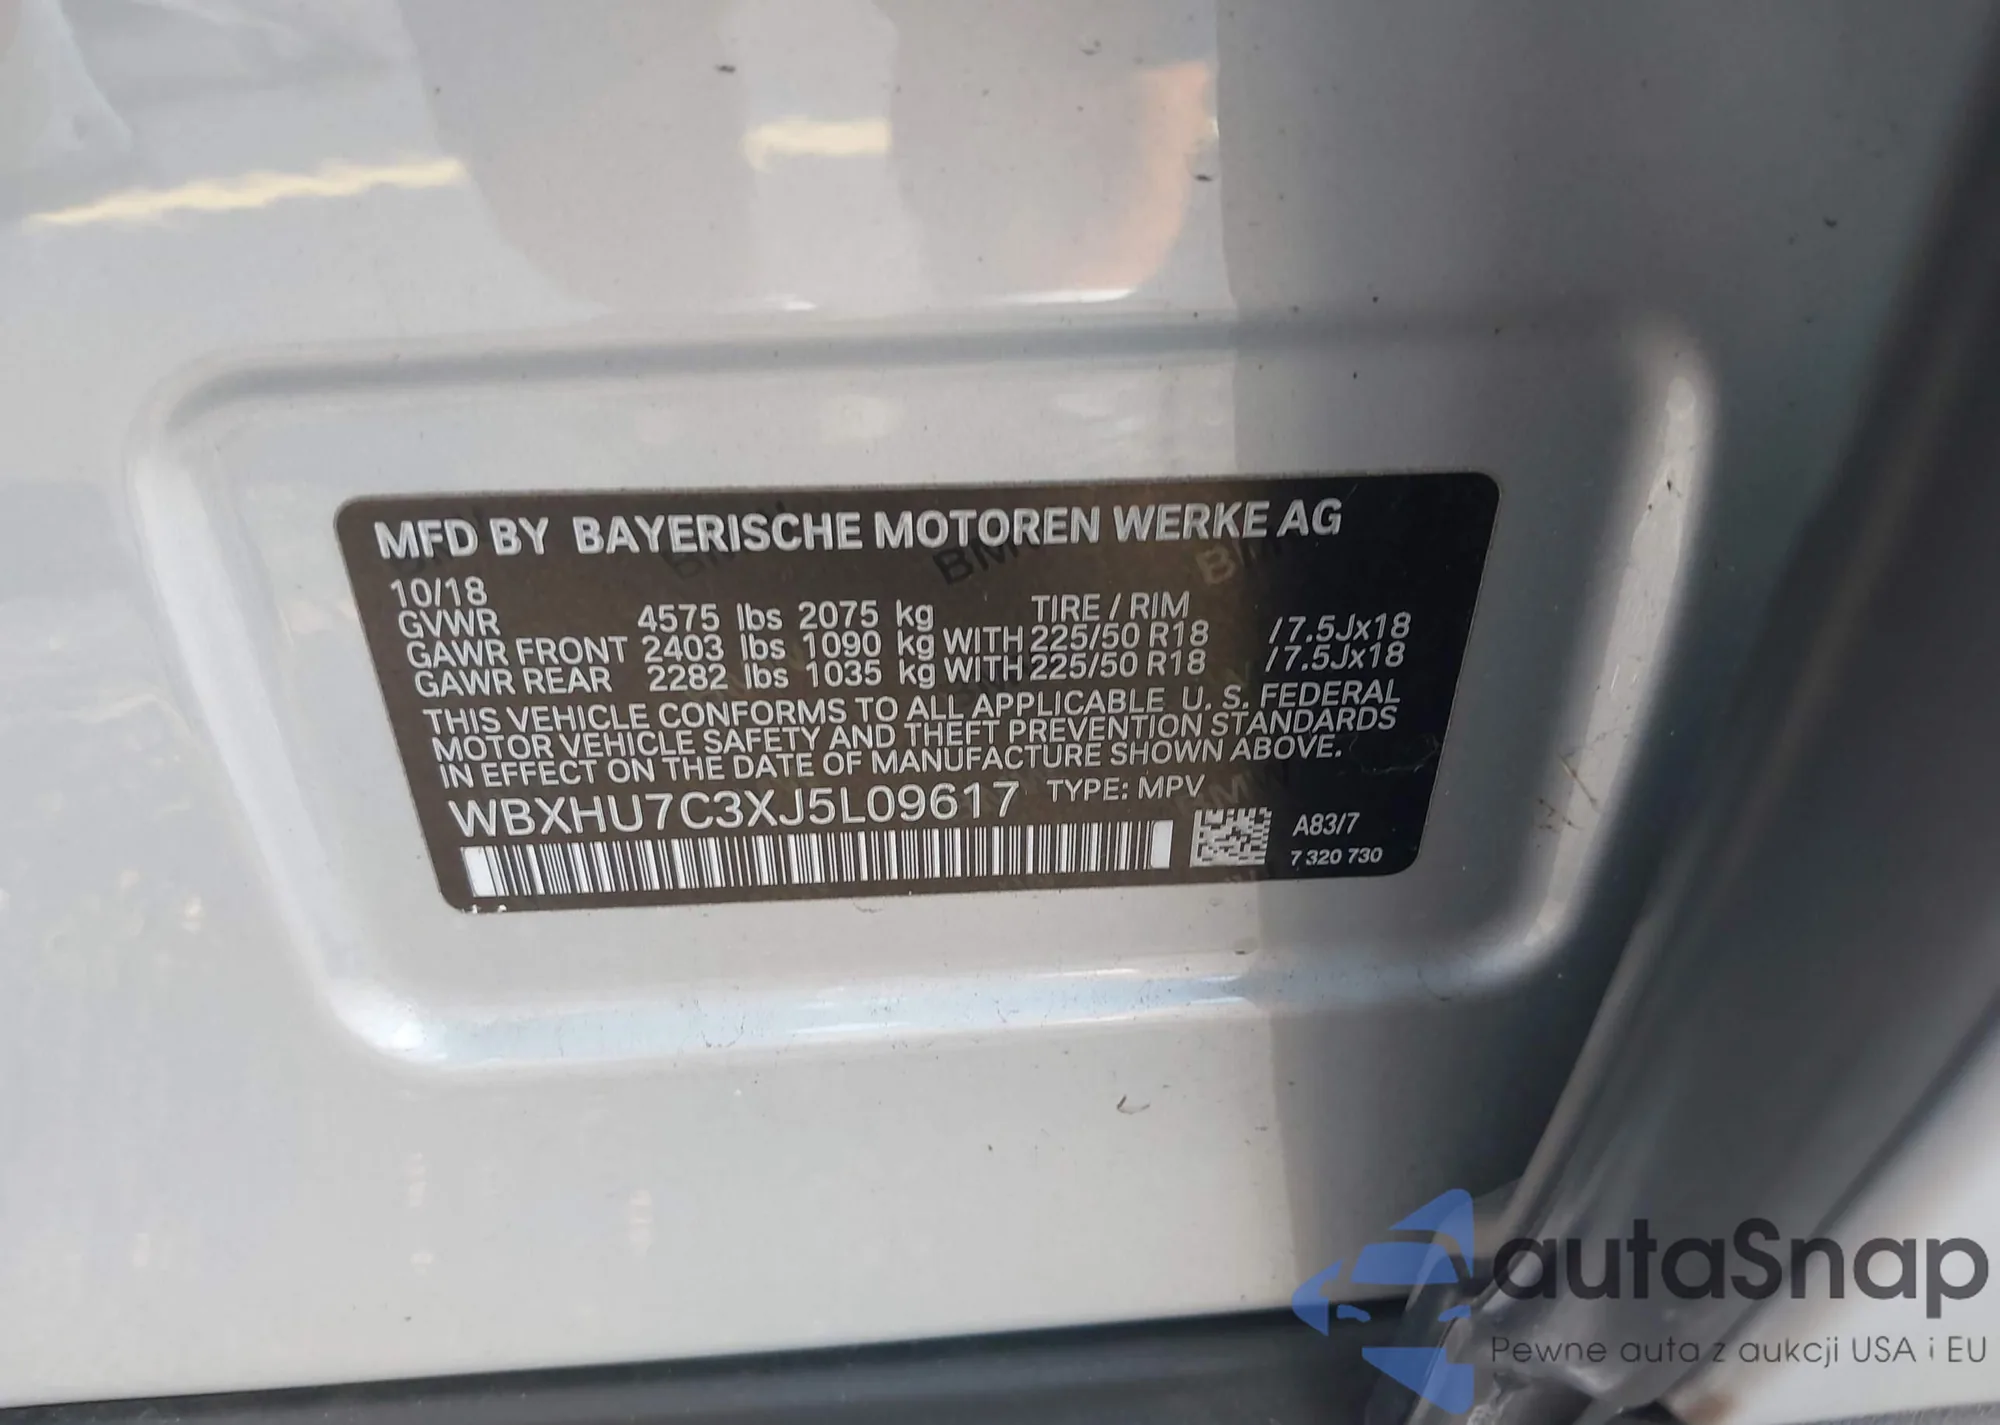 MFD BY BAYERISCHE MOTOREN WERKE AG
10/18 TIRE / RIM
GVWR 4575 lbs 2075 kg
GAWR FRONT 2403 lbs 1090 kg WITH 225/50 R18 /7.5Jx18
GAWR REAR 2282 lbs 1035 kg WITH 225/50 R18 /7.5Jx18
THIS VEHICLE CONFORMS TO ALL APPLICABLE U. S. FEDERAL
MOTOR VEHICLE SAFETY AND THEFT PREVENTION STANDARDS
IN EFFECT ON THE DATE OF MANUFACTURE SHOWN ABOVE.
WBXHU7C3XJ5L09617 TYPE: MPV
A83/7
7 320 730
autaSnap
Pewne auta z aukcji USA i EU